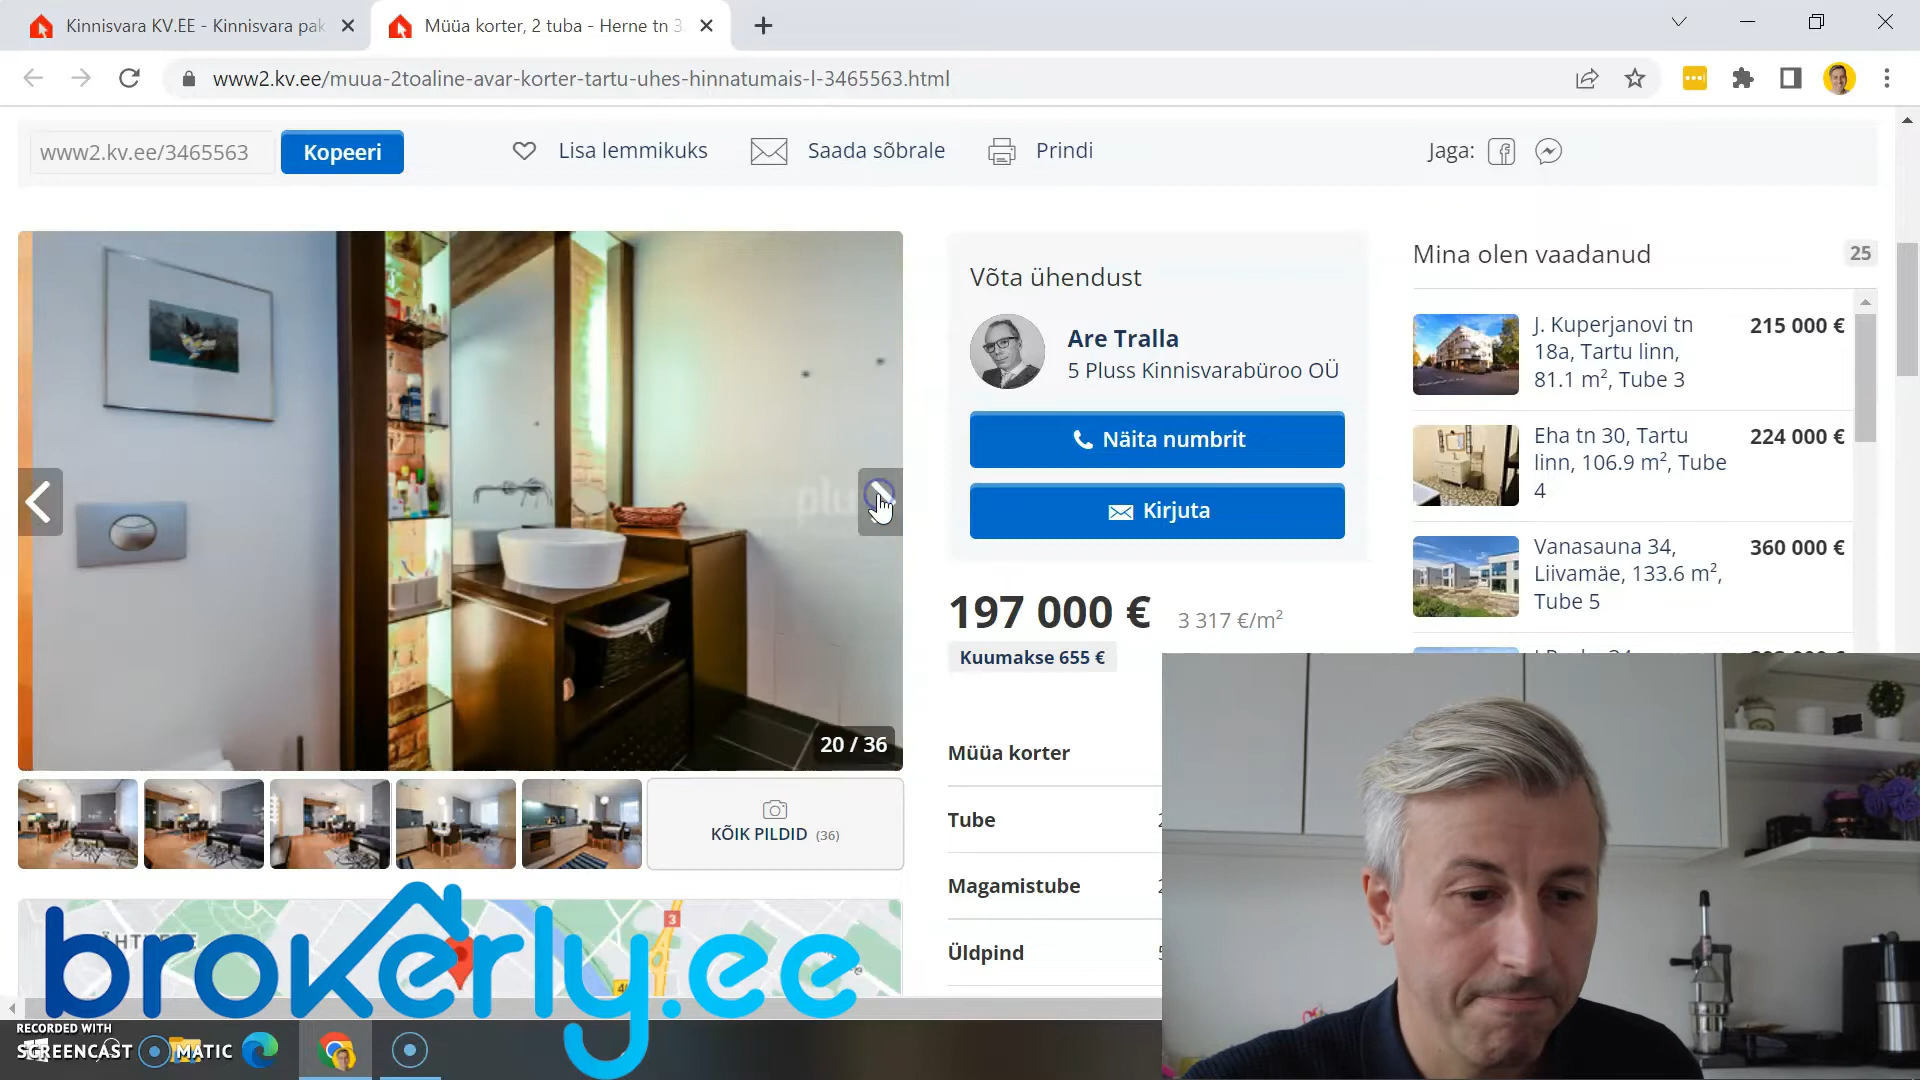 Kinnisvara KV.EE - Kinnisvara pak
Müüa korter, 2 tuba - Herne tn 3
www2.kv.ee/muua-2toaline-avar-korter-tartu-uhes-hinnatumais-l-3465563.html
www2.kv.ee/3465563
Kopeeri
Lisa lemmikuks
Saada sõbrale
Prindi
Jaga:
20 / 36
KÕIK PILDID (36)
Võta ühendust
Are Tralla
5 Pluss Kinnisvarabüroo OÜ
Näita numbrit
Kirjuta
197 000 €
3 317 €/m²
Kuumakse 655 €
Müüa korter
Tube
Magamistube
Üldpind
Mina olen vaadanud
25
J. Kuperjanovi tn
18a, Tartu linn,
81.1 m², Tube 3
215 000 €
Eha tn 30, Tartu
linn, 106.9 m², Tube
4
224 000 €
Vanasauna 34,
Liivamäe, 133.6 m²,
Tube 5
360 000 €
3
brokerly.ee
RECORDED WITH
SCREENCAST MATIC